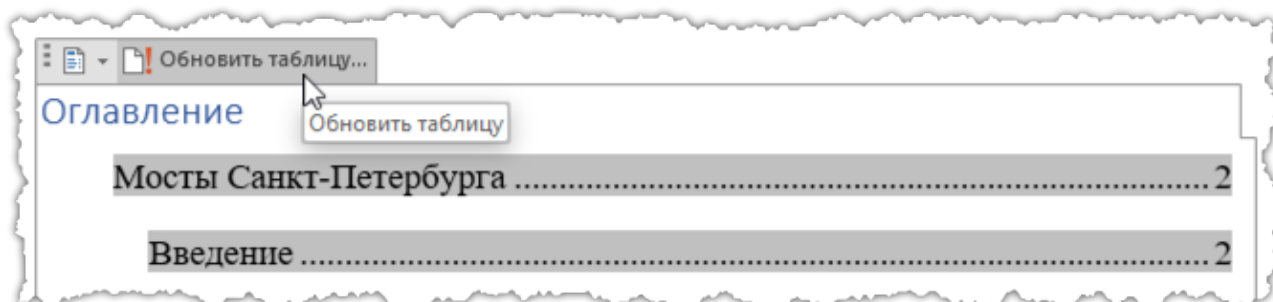 Обновить таблицу...
Оглавление
Обновить таблицу
Мосты Санкт-Петербурга ........................................................................ 2
Введение ........................................................................................ 2